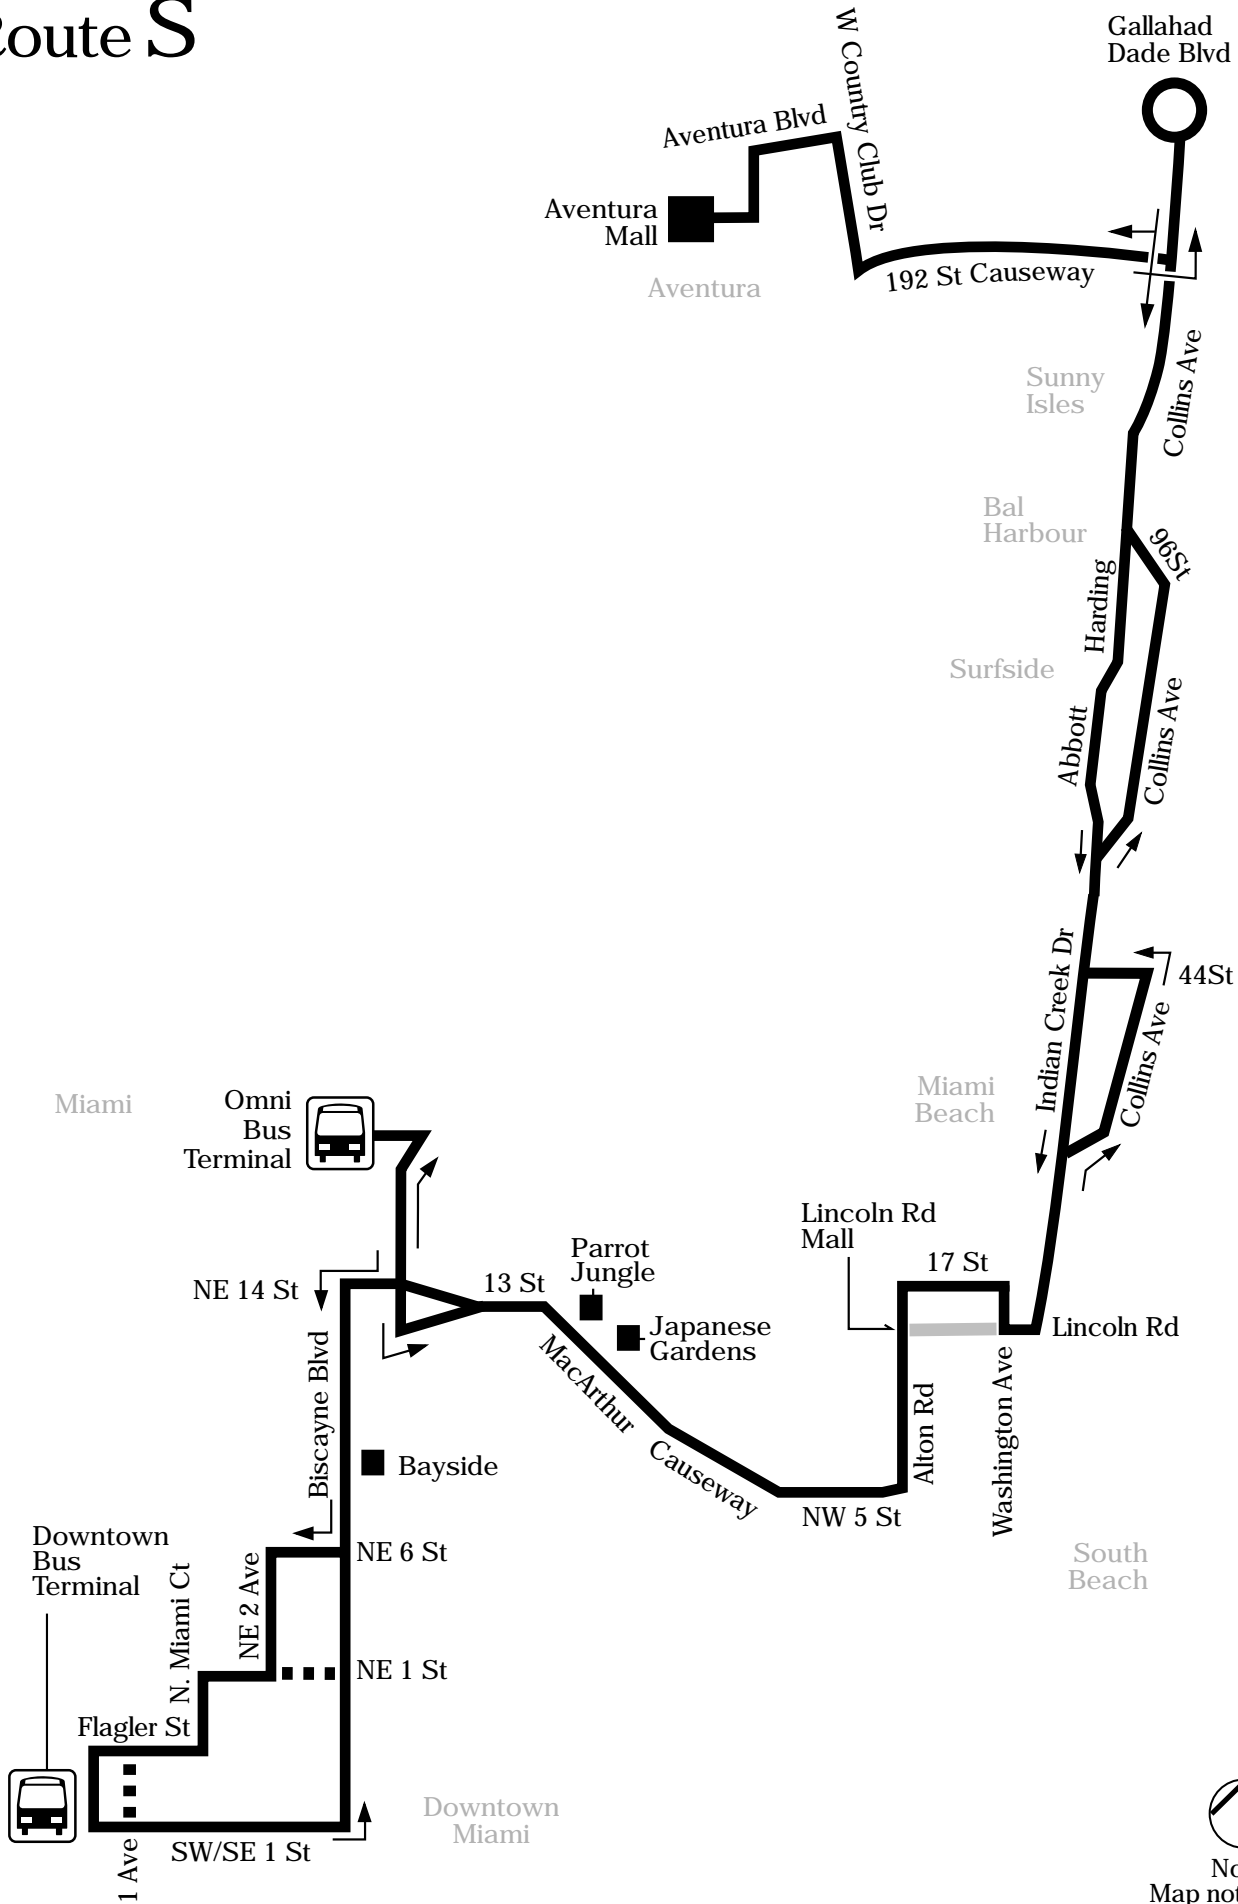 Route S
Gallahad
Dade Blvd
W Country Club Dr
Aventura Blvd
Aventura
Mall
Aventura
192 St Causeway
Sunny
Isles
Collins Ave
Bal
Harbour
96St
Harding
Surfside
Abbott
Collins Ave
Indian Creek Dr
44St
Collins Ave
Miami
Beach
Miami
Omni
Bus
Terminal
Lincoln Rd
Mall
17 St
Parrot
Jungle
13 St
NE 14 St
Japanese
Gardens
Lincoln Rd
MacArthur Causeway
Biscayne Blvd
Alton Rd
Washington Ave
Bayside
NW 5 St
Downtown
Bus
Terminal
NE 6 St
South
Beach
N. Miami Ct
NE 2 Ave
NE 1 St
Flagler St
Downtown
Miami
SW/SE 1 St
1 Ave
Map not